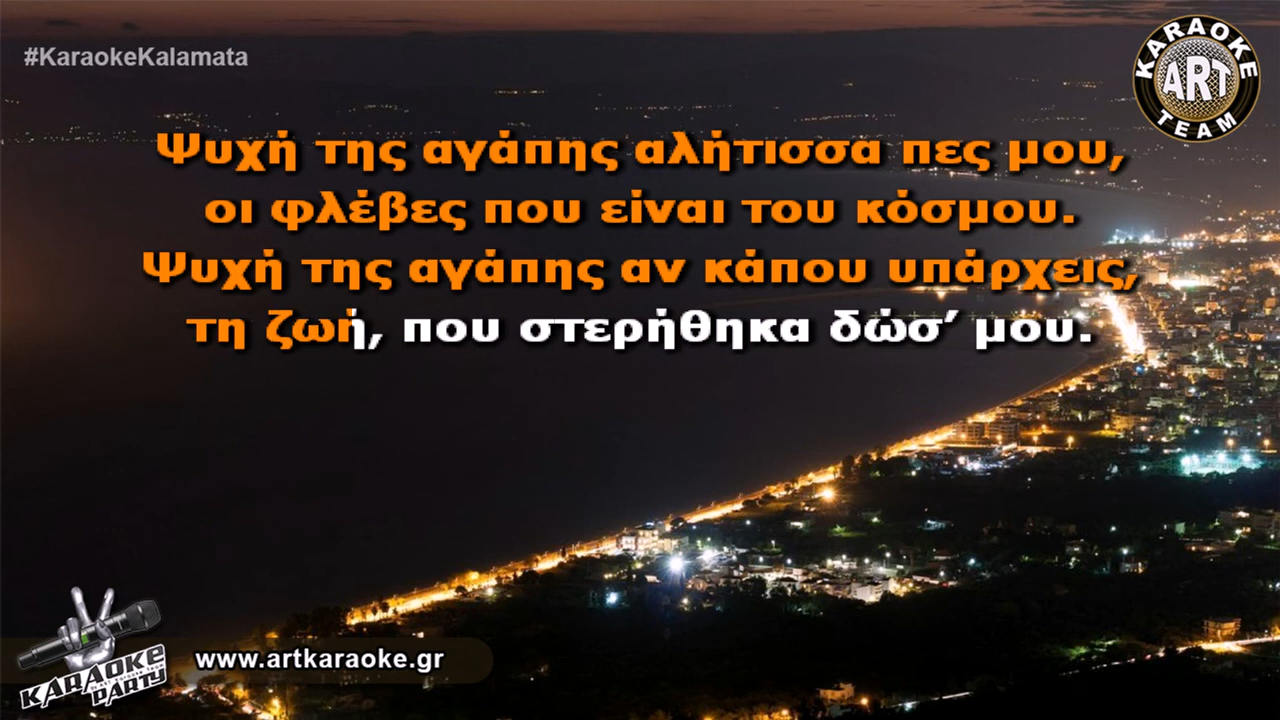 #KaraokeKalamata
KARAOKE
ART
TEAM
Ψυχή της αγάπης αλήτισσα πες μου,
οι φλέβες που είναι του κόσμου.
Ψυχή της αγάπης αν κάπου υπάρχεις,
τη ζωή, που στερήθηκα δώσ’ μου.
KARAOKE
PARTY
www.artkaraoke.gr